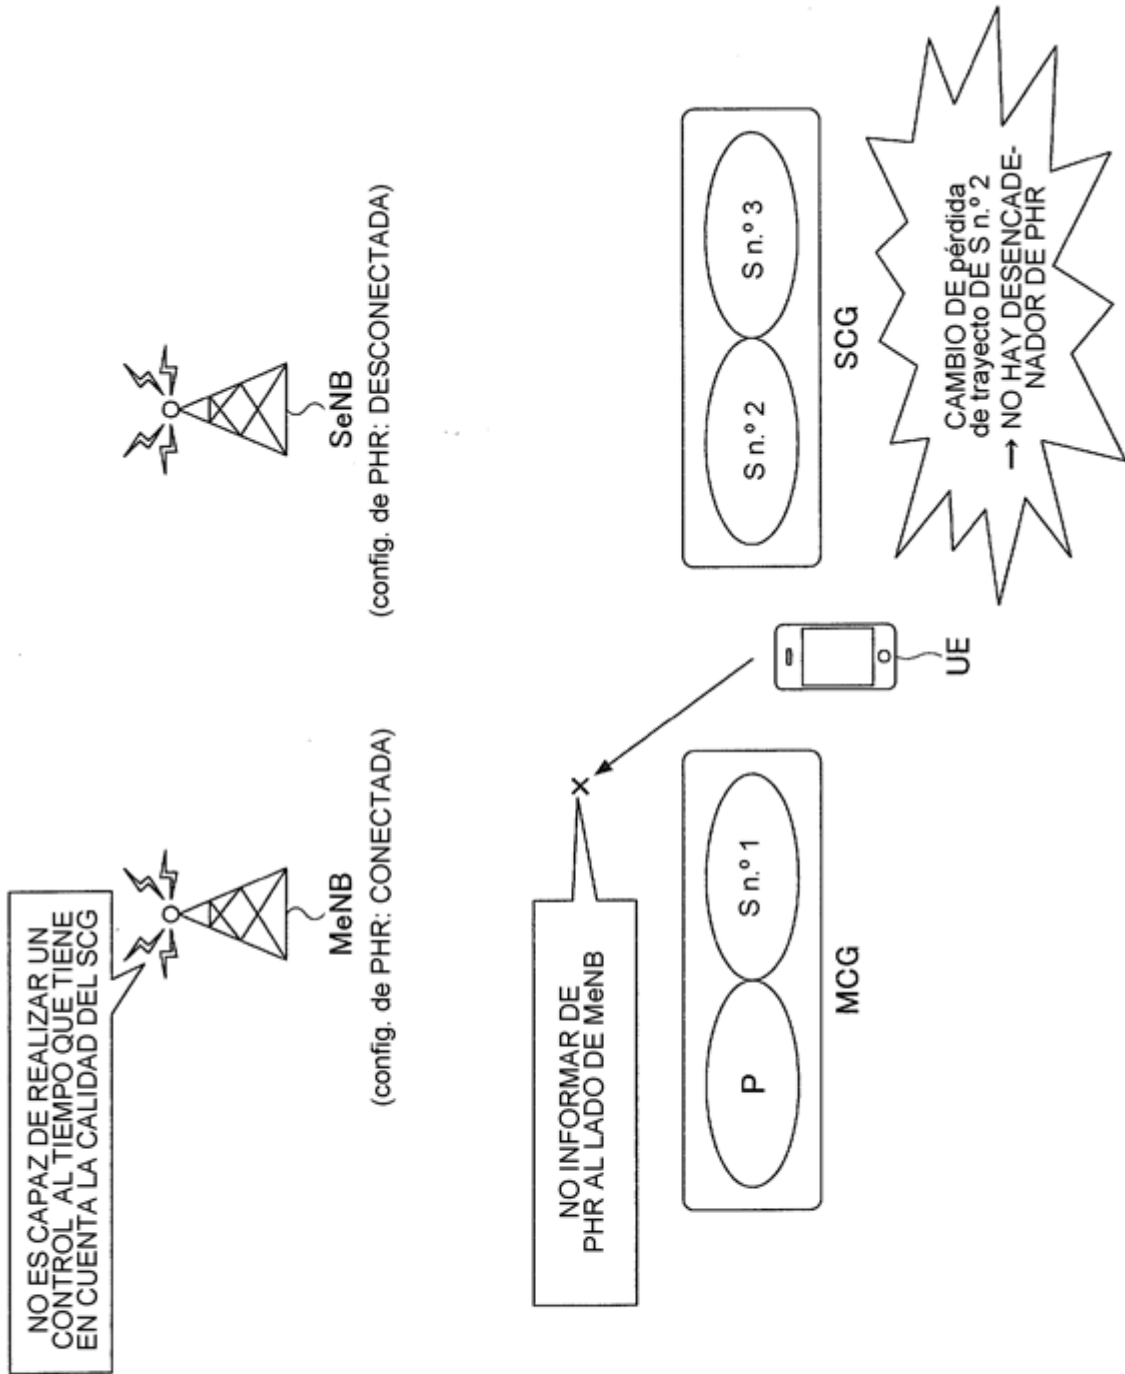 NO ES CAPAZ DE REALIZAR UN
CONTROL AL TIEMPO QUE TIENE
EN CUENTA LA CALIDAD DEL SCG
MeNB
(config. de PHR: CONECTADA)
SeNB
(config. de PHR: DESCONECTADA)
NO INFORMAR DE
PHR AL LADO DE MeNB
P
S n.º 1
MCG
UE
S n.º 2
S n.º 3
SCG
CAMBIO DE pérdida
de trayecto DE S n.º 2
→ NO HAY DESENCADE-
NADOR DE PHR